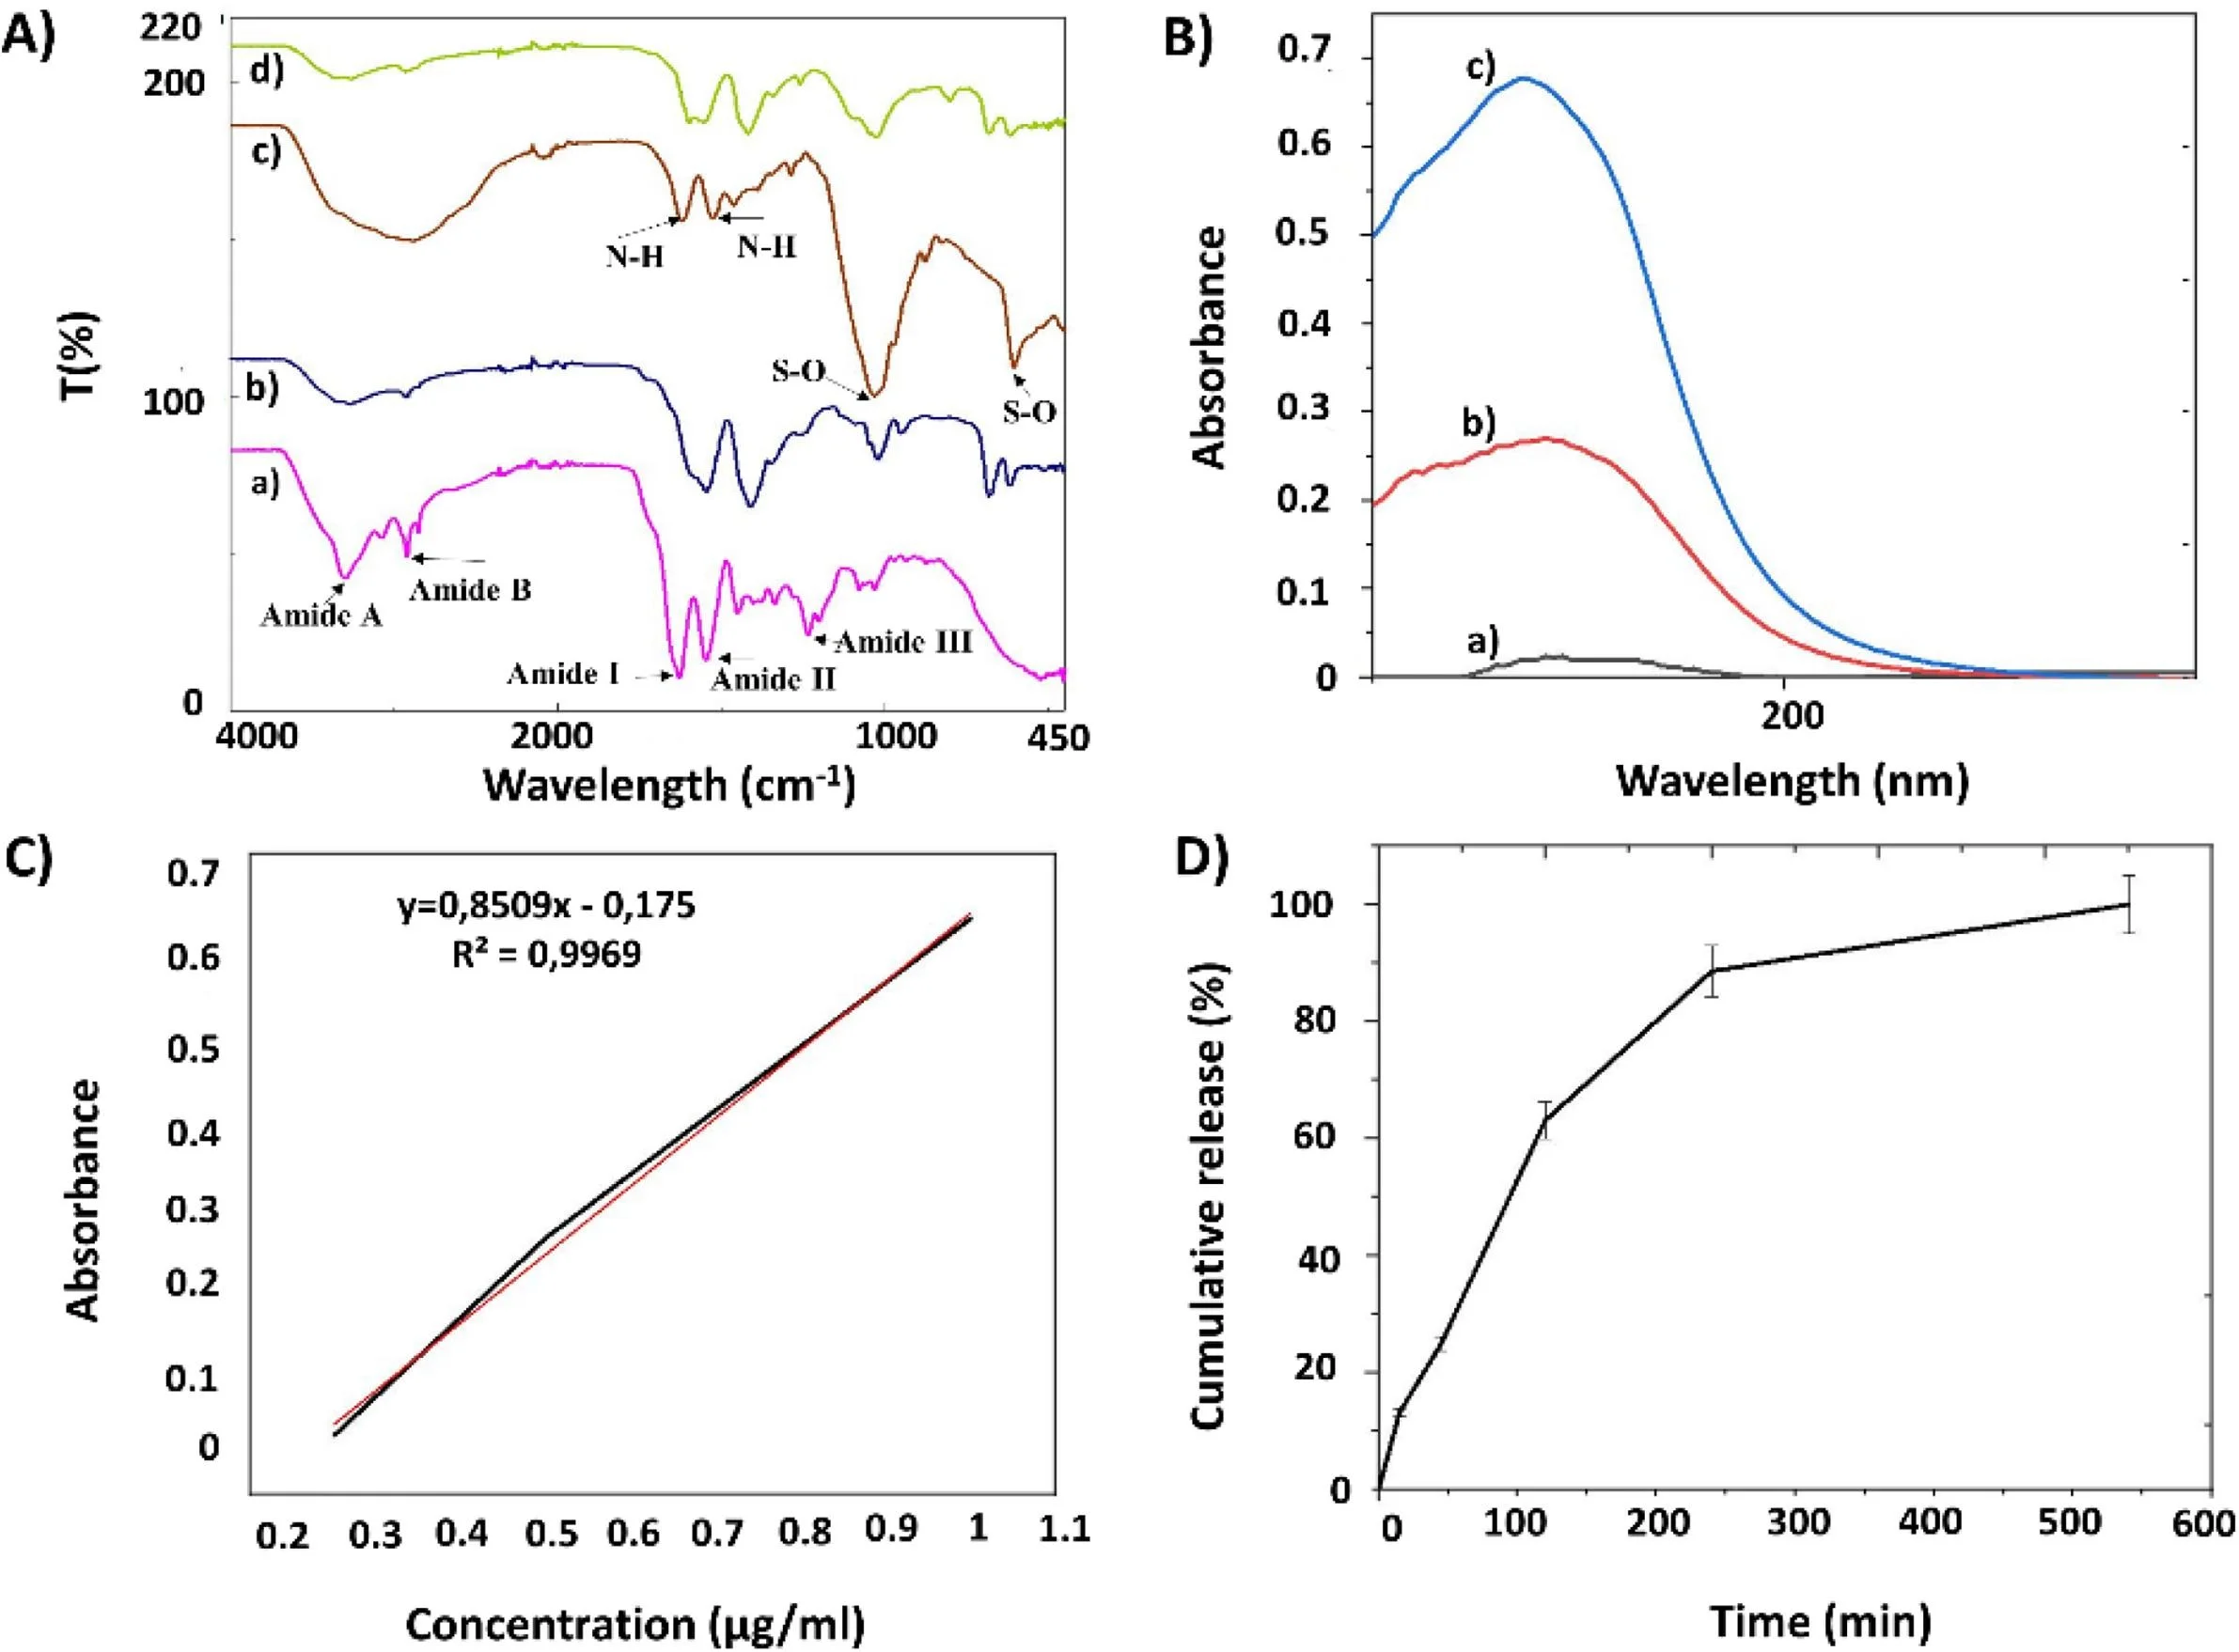 A)
220
200
100
0
T(%)
d)
c)
b)
a)
N-H
N-H
S-O
S-O
Amide A
Amide B
Amide I
Amide II
Amide III
4000 2000 1000 450
Wavelength (cm⁻¹)
B)
0.7
0.6
0.5
0.4
0.3
0.2
0.1
0
Absorbance
c)
b)
a)
200
Wavelength (nm)
C)
0.7
0.6
0.5
0.4
0.3
0.2
0.1
0
Absorbance
y=0,8509x - 0,175
R² = 0,9969
0.2 0.3 0.4 0.5 0.6 0.7 0.8 0.9 1 1.1
Concentration (μg/ml)
D)
100
80
60
40
20
0
Cumulative release (%)
0 100 200 300 400 500 600
Time (min)